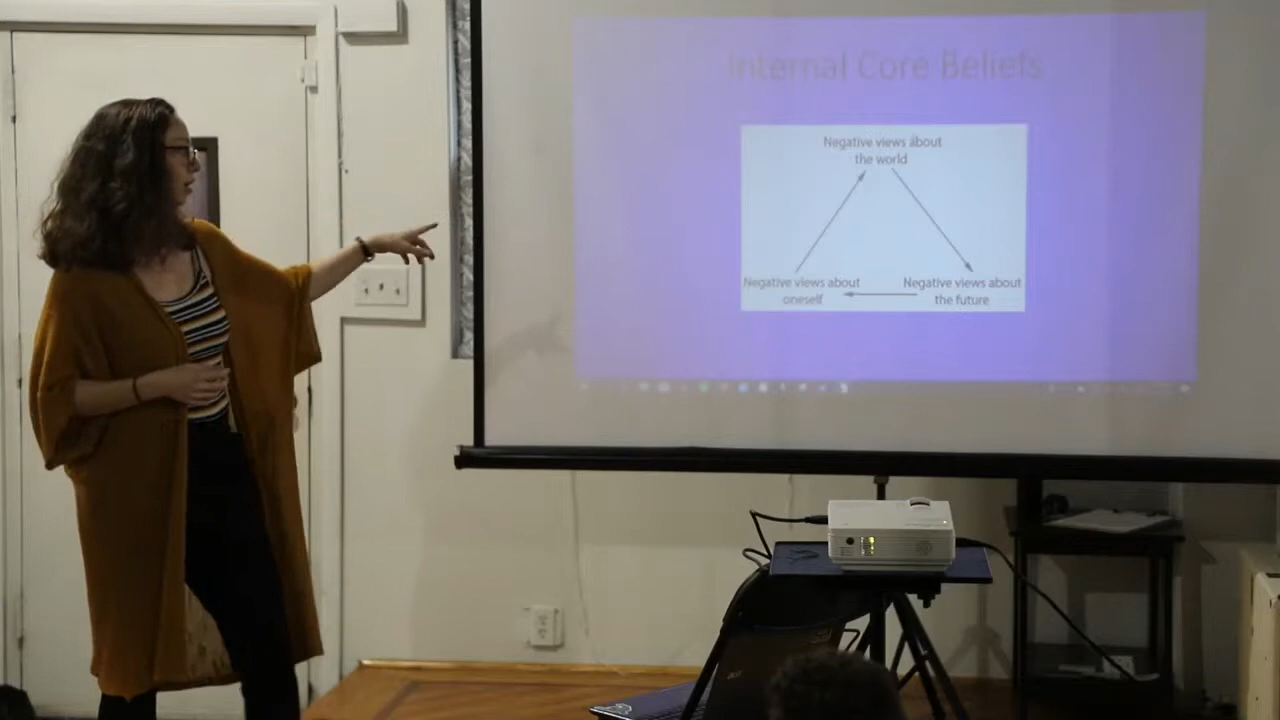 Internal Core Beliefs
Negative views about
the world
Negative views about
oneself
Negative views about
the future